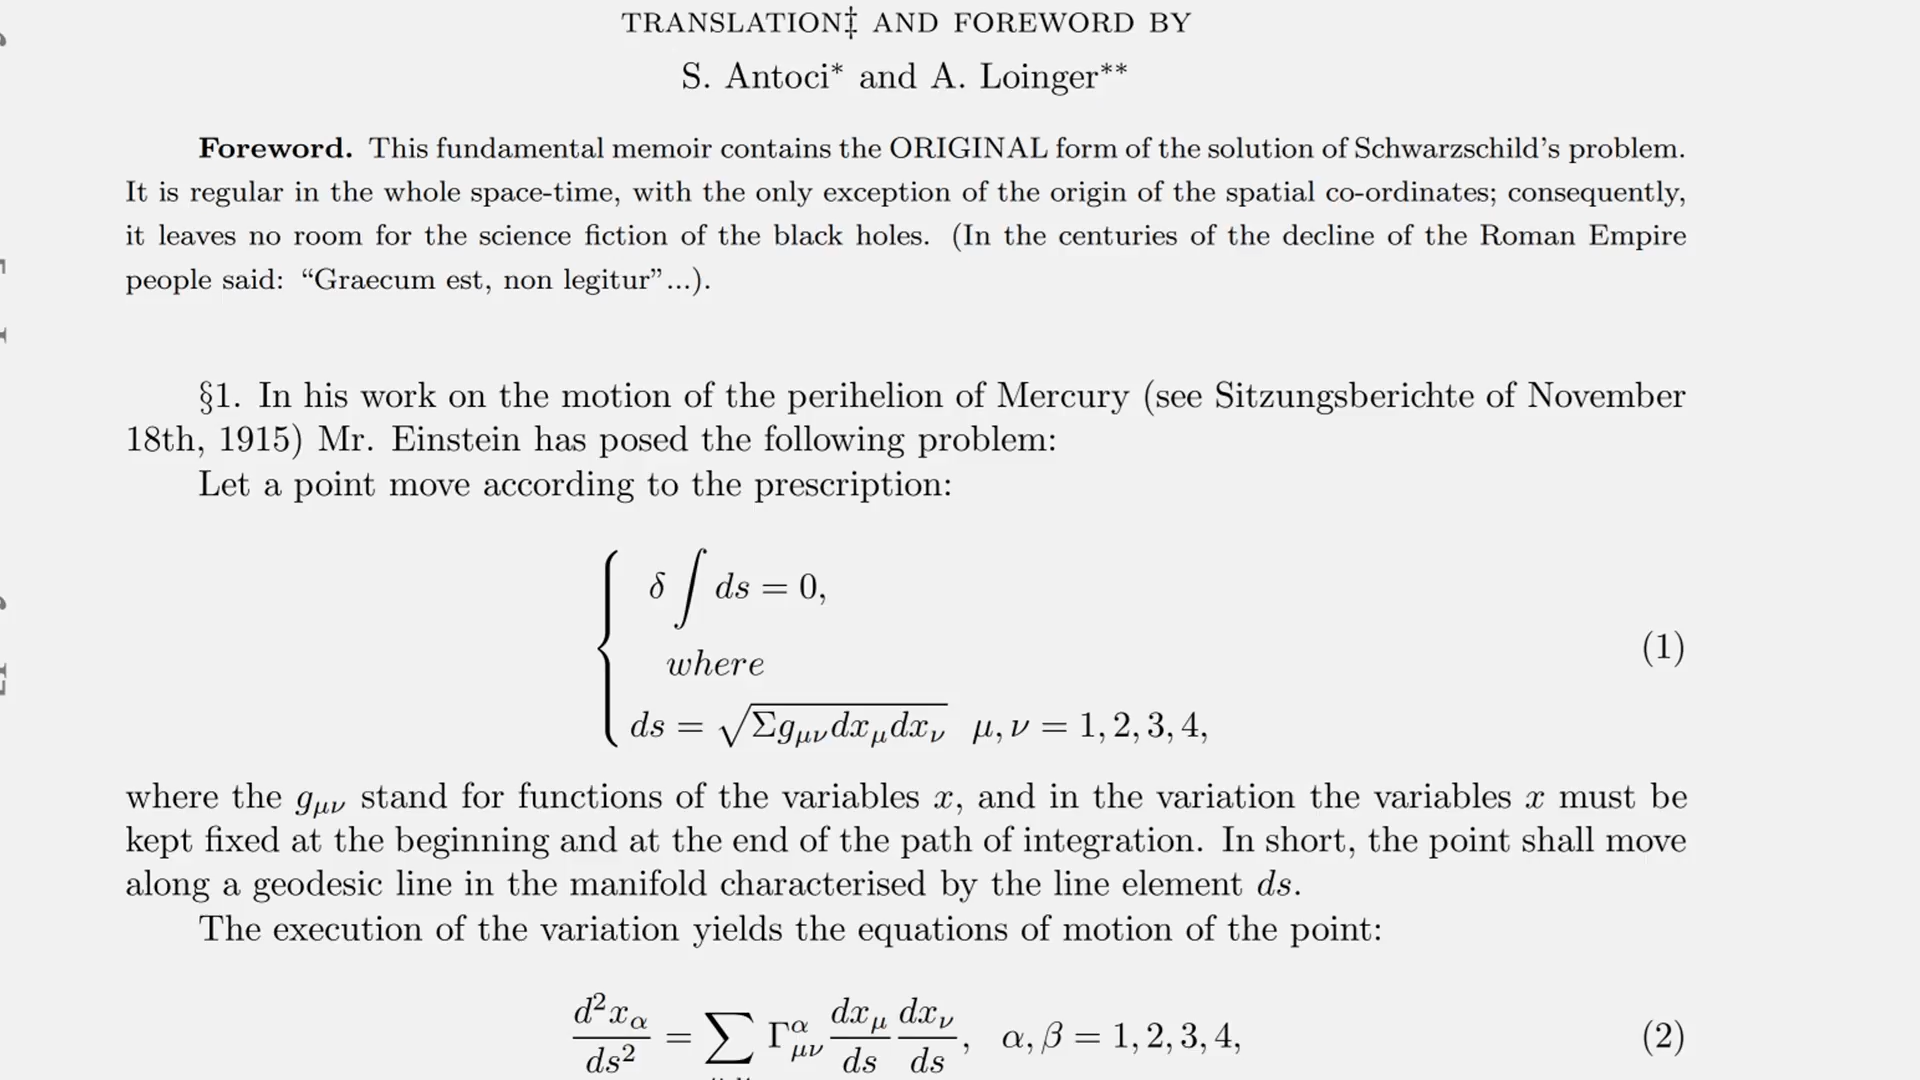 TRANSLATION‡ AND FOREWORD BY
S. Antoci* and A. Loinger**
Foreword. This fundamental memoir contains the ORIGINAL form of the solution of Schwarzschild's problem.
It is regular in the whole space-time, with the only exception of the origin of the spatial co-ordinates; consequently,
it leaves no room for the science fiction of the black holes. (In the centuries of the decline of the Roman Empire
people said: “Graecum est, non legitur”...).
§1. In his work on the motion of the perihelion of Mercury (see Sitzungsberichte of November
18th, 1915) Mr. Einstein has posed the following problem:
Let a point move according to the prescription:
δ ∫ ds = 0,
where
(1)
ds = √Σg_μν dx_μ dx_ν μ, ν = 1, 2, 3, 4,
where the g_μν stand for functions of the variables x, and in the variation the variables x must be
kept fixed at the beginning and at the end of the path of integration. In short, the point shall move
along a geodesic line in the manifold characterised by the line element ds.
The execution of the variation yields the equations of motion of the point:
d²x_α/ds² = ∑ Γ^α_μν dx_μ/ds dx_ν/ds, α, β = 1, 2, 3, 4, (2)